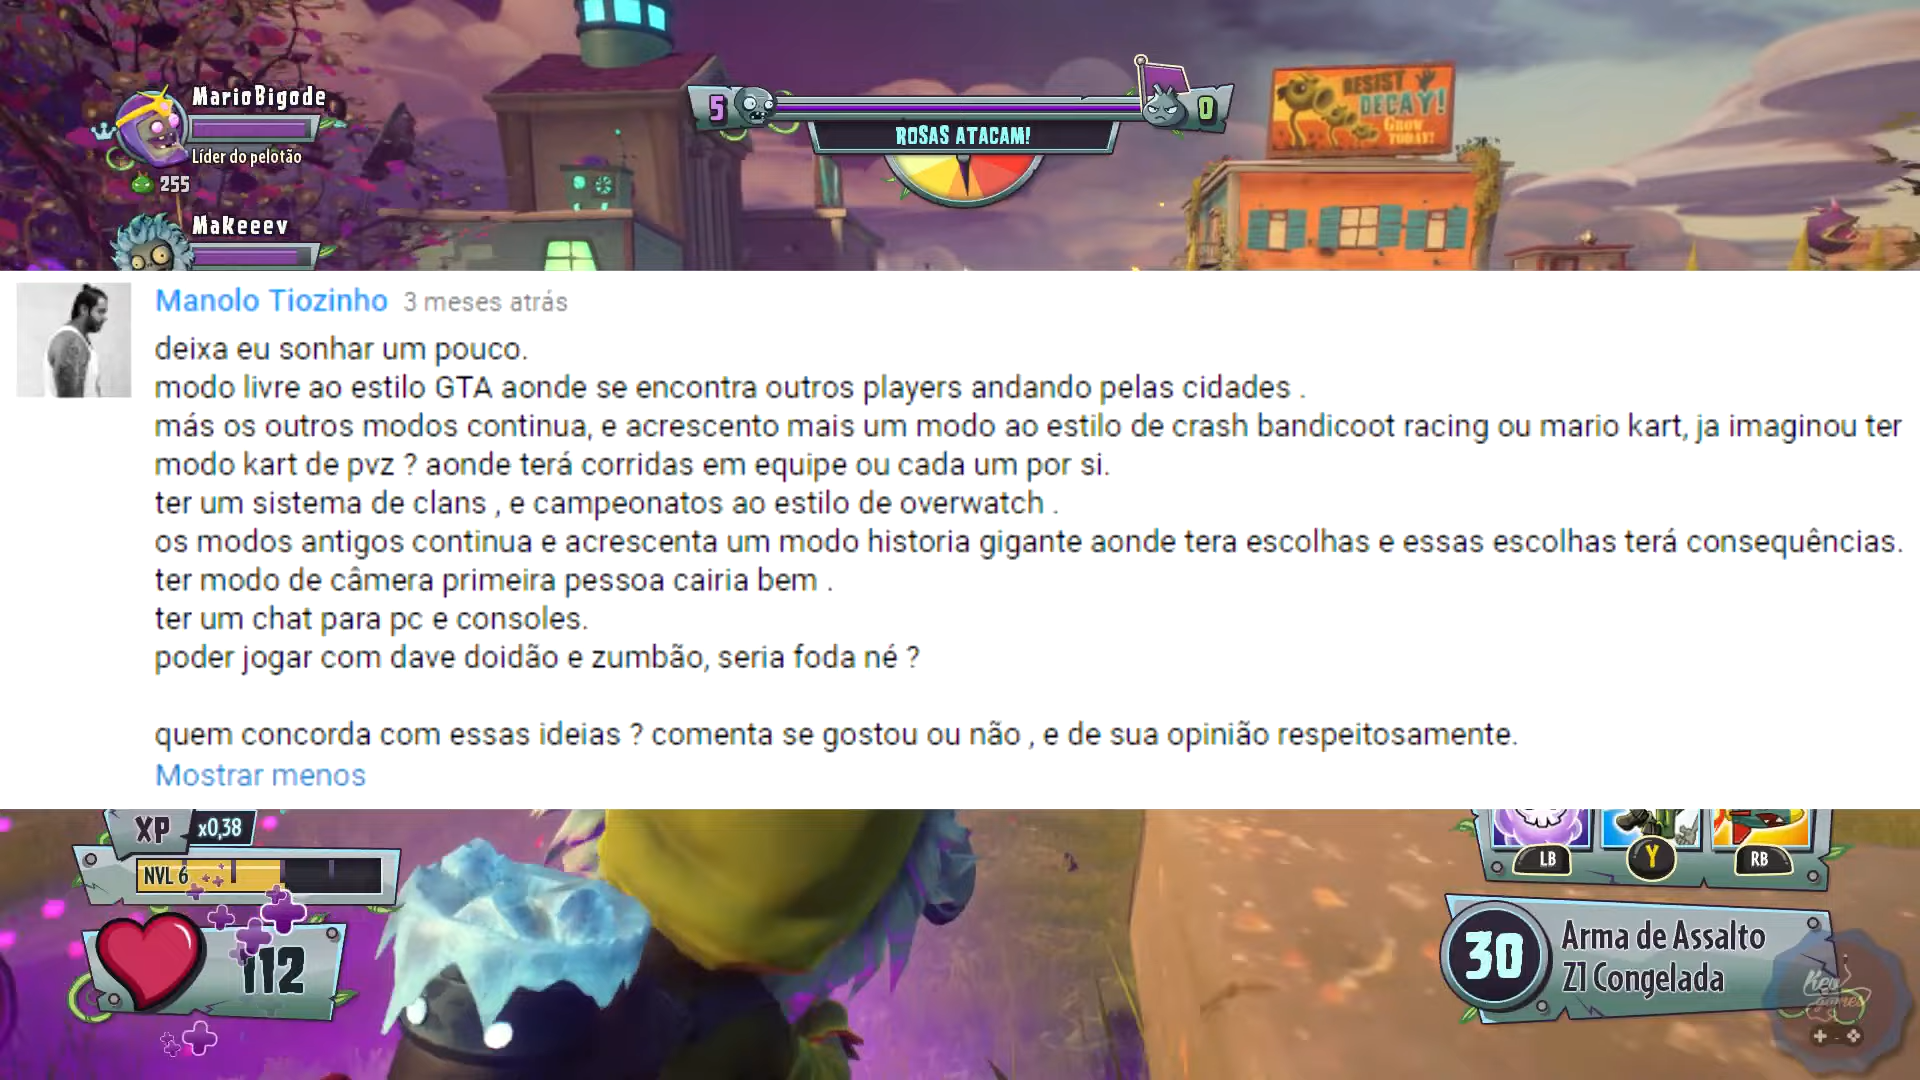 MarioBigode
Líder do pelotão
255
Makeeev
5
0
ROSAS ATACAM!
RESIST
DECAY!
Grow
TODAY!
Manolo Tiozinho 3 meses atrás
deixa eu sonhar um pouco.
modo livre ao estilo GTA aonde se encontra outros players andando pelas cidades .
más os outros modos continua, e acrescento mais um modo ao estilo de crash bandicoot racing ou mario kart, ja imaginou ter
modo kart de pvz ? aonde terá corridas em equipe ou cada um por si.
ter um sistema de clans , e campeonatos ao estilo de overwatch .
os modos antigos continua e acrescenta um modo historia gigante aonde tera escolhas e essas escolhas terá consequências.
ter modo de câmera primeira pessoa cairia bem .
ter um chat para pc e consoles.
poder jogar com dave doidão e zumbão, seria foda né ?
quem concorda com essas ideias ? comenta se gostou ou não , e de sua opinião respeitosamente.
Mostrar menos
XP x0,38
NVL 6
112
LB Y RB
30
Arma de Assalto
Z1 Congelada
Kev
games